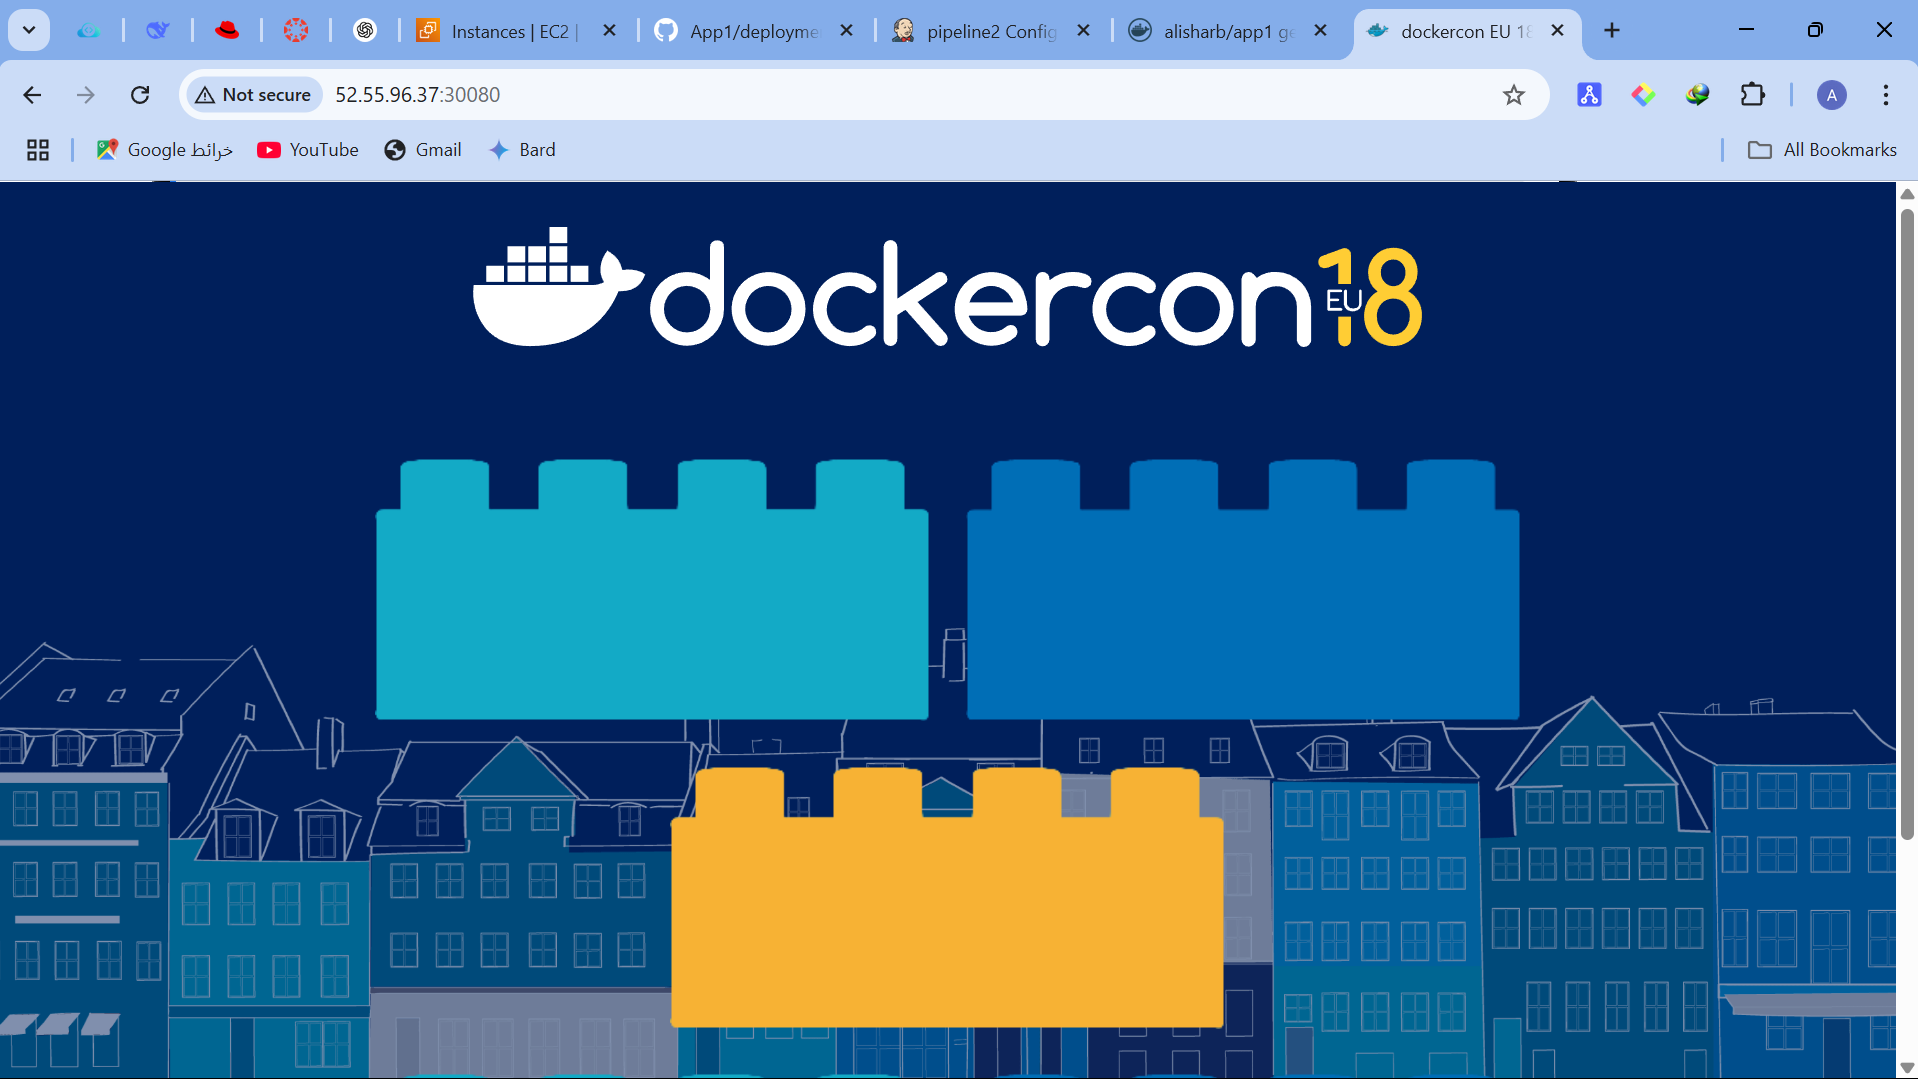 Instances | EC2 |
App1/deployme
pipeline2 Config
alisharb/app1 ge
dockercon EU 18
Not secure
52.55.96.37:30080
A
Google خرائط
YouTube
Gmail
Bard
All Bookmarks
dockercon EU 18